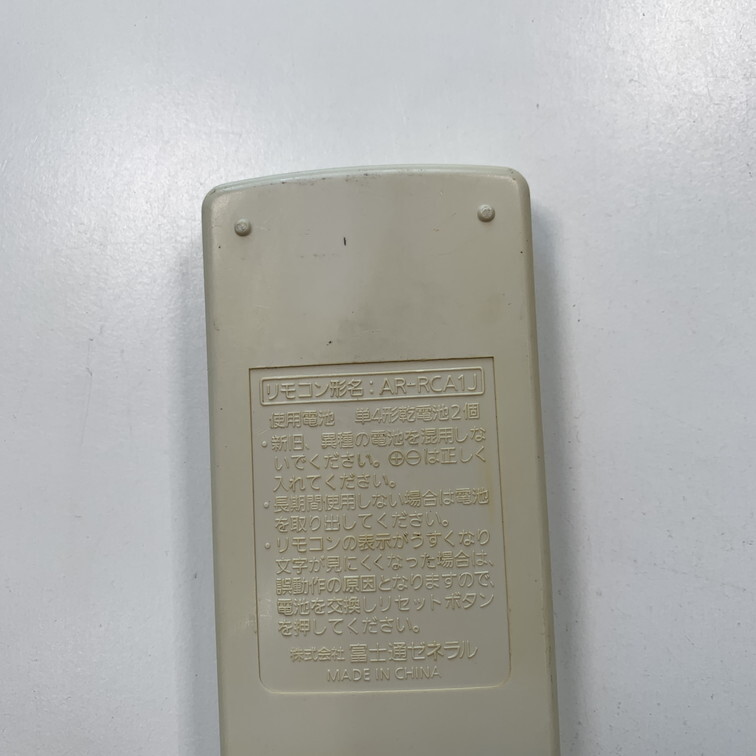 リモコン形名：AR-RCA1J
使用電池　単4形乾電池2個
・新旧、異種の電池を混用しな
いでください。⊕⊖は正しく
入れてください。
・長期間使用しない場合は電池
を取り出してください。
・リモコンの表示がうすくなり
文字が見にくくなった場合は、
誤動作の原因となりますので、
電池を交換しリセットボタン
を押してください。
株式会社 富士通ゼネラル
MADE IN CHINA